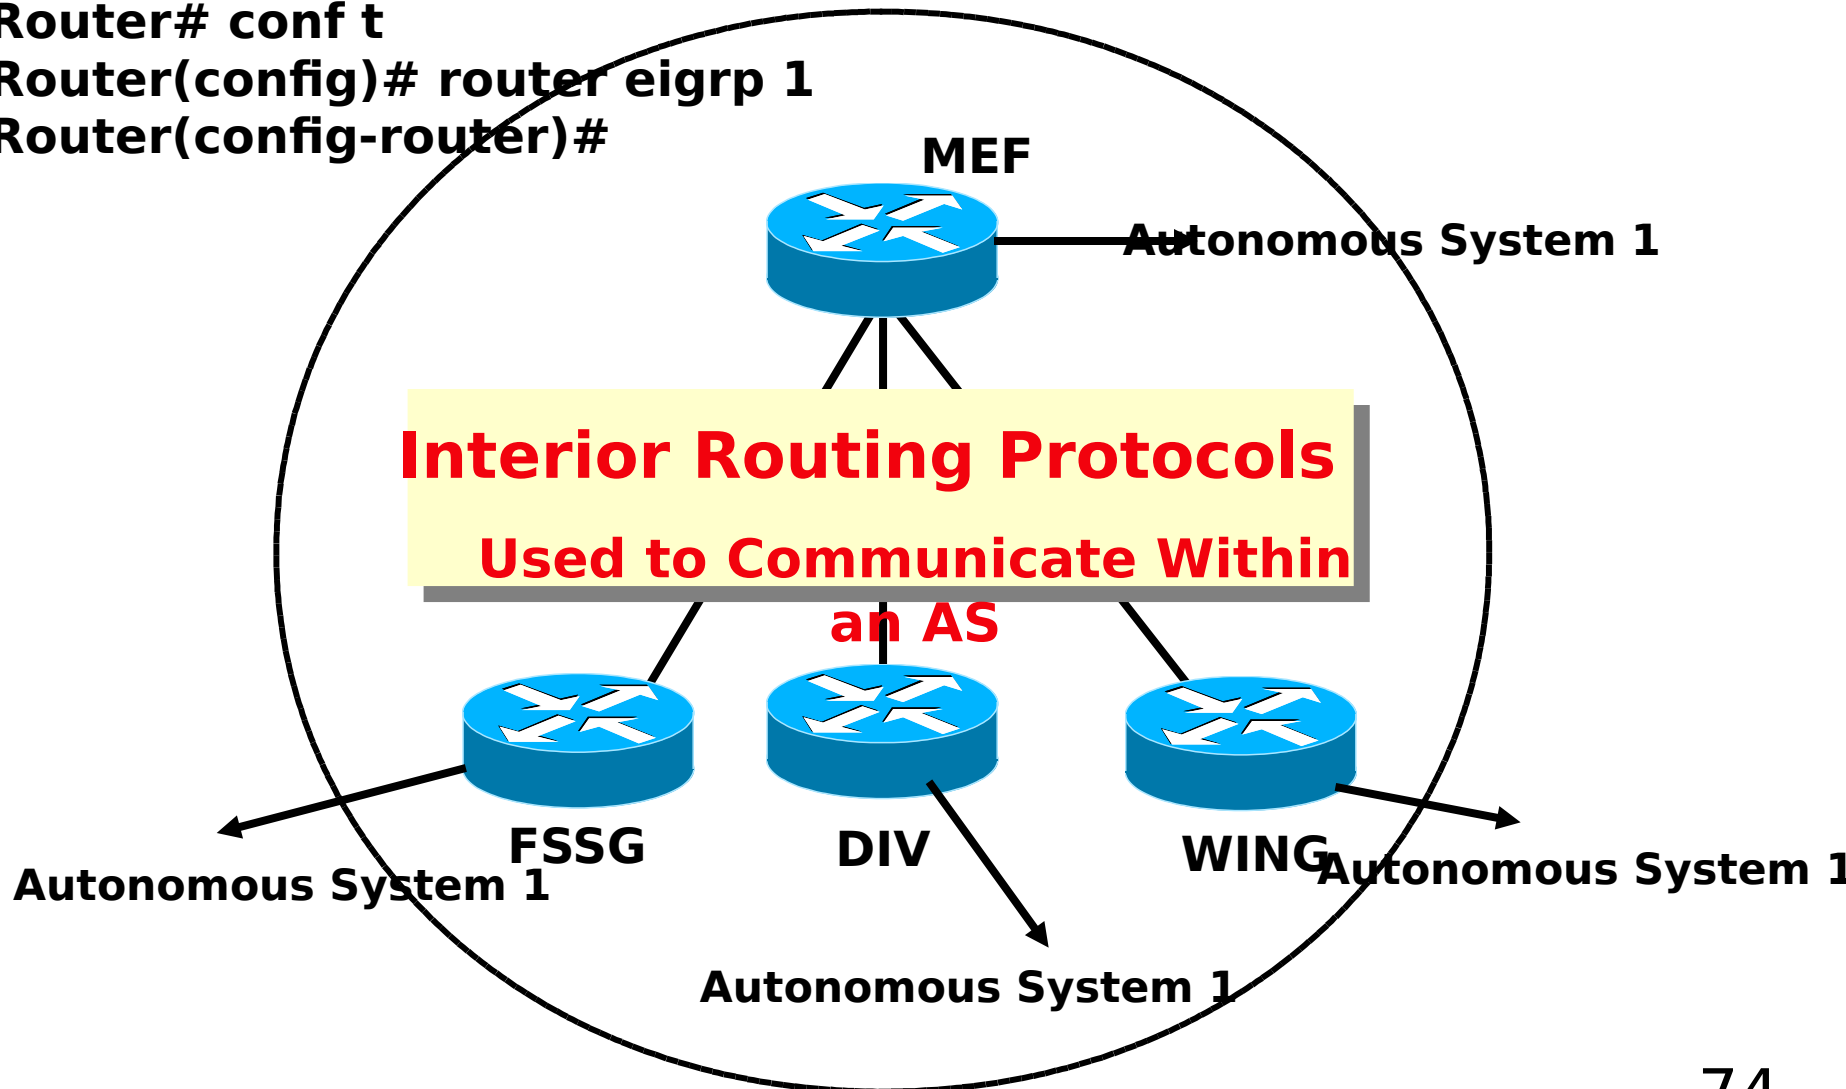 Router# conf t
Router(config)# router eigrp 1
Router(config-router)#
MEF
Autonomous System 1
Interior Routing Protocols
Used to Communicate Within
an AS
FSSG
DIV
WING
Autonomous System 1
Autonomous System 1
Autonomous System 1
74